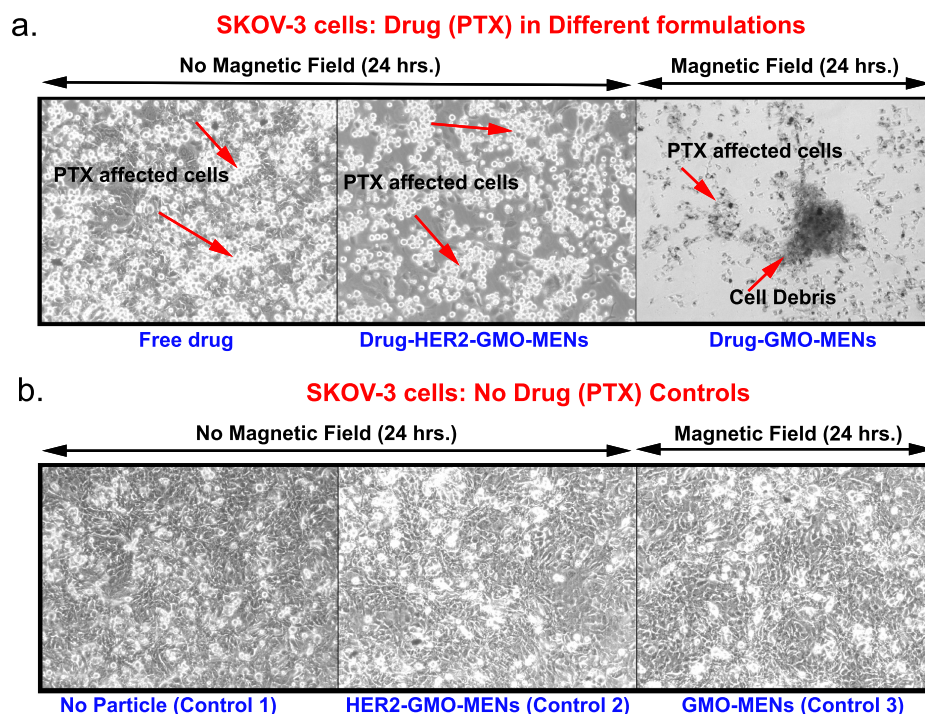 a.
SKOV-3 cells: Drug (PTX) in Different formulations
No Magnetic Field (24 hrs.)
Magnetic Field (24 hrs.)
PTX affected cells
PTX affected cells
PTX affected cells
Cell Debris
Free drug
Drug-HER2-GMO-MENs
Drug-GMO-MENs
b.
SKOV-3 cells: No Drug (PTX) Controls
No Magnetic Field (24 hrs.)
Magnetic Field (24 hrs.)
No Particle (Control 1)
HER2-GMO-MENs (Control 2)
GMO-MENs (Control 3)